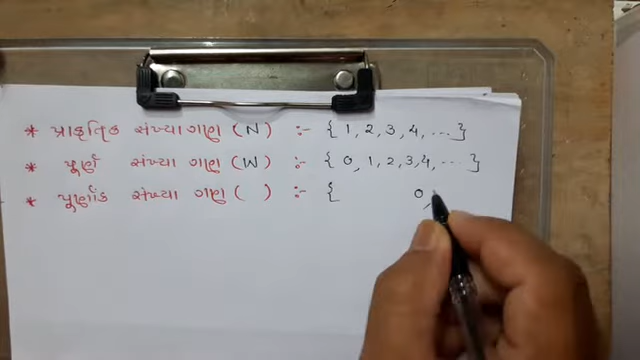 * પ્રાકૃતિક સંખ્યા ગણ (N) :- {1, 2, 3, 4, ...}
* પૂર્ણ સંખ્યા ગણ (W) :- {0, 1, 2, 3, 4, ...}
* પૂર્ણાંક સંખ્યા ગણ ( ) :- { 0,